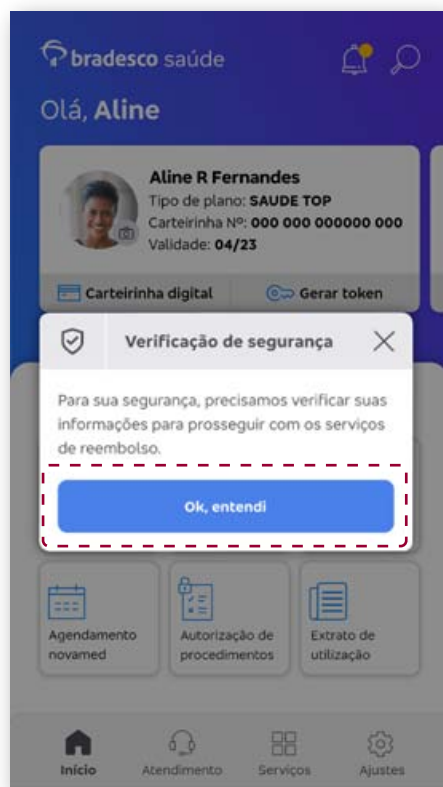 bradesco saúde
Olá, Aline
Aline R Fernandes
Tipo de plano: SAUDE TOP
Carteirinha Nº: 000 000 000000 000
Validade: 04/23
Carteirinha digital Gerar token
Verificação de segurança
Para sua segurança, precisamos verificar suas
informações para prosseguir com os serviços
de reembolso.
Ok, entendi
Agendamento novamed
Autorização de procedimentos
Extrato de utilização
Início Atendimento Serviços Ajustes